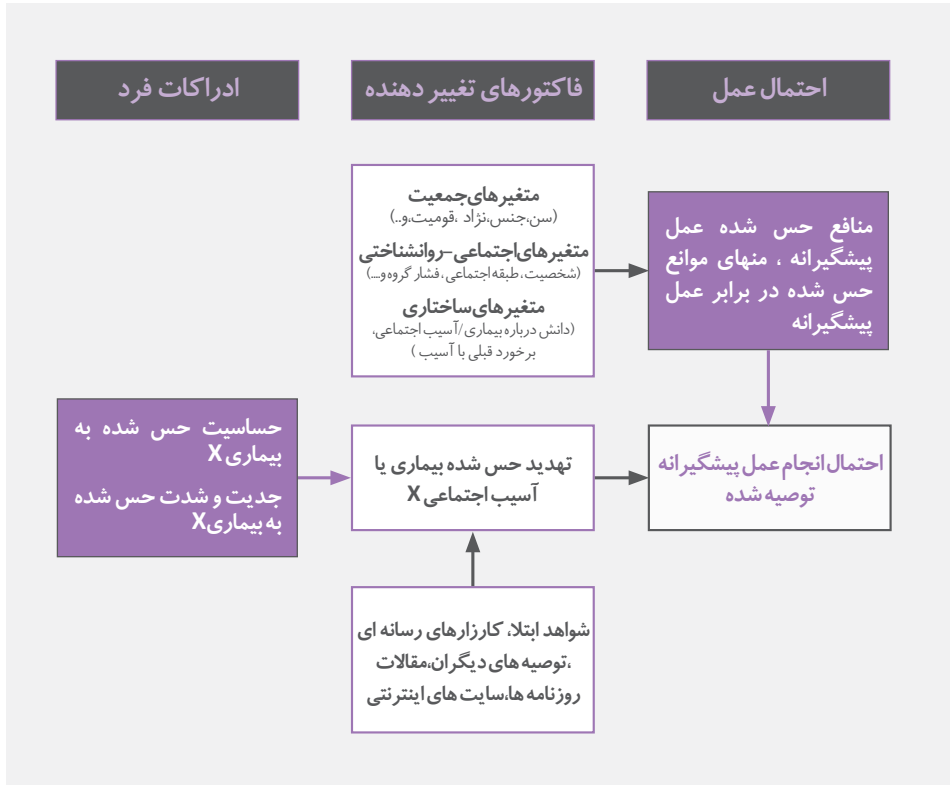 احتمال عمل
فاکتورهای تغییر دهنده
ادراکات فرد
متغیرهای‌جمعیت
(سن،جنس،نژاد ،قومیت،و..)
متغیرهای‌اجتماعی-روانشناختی
(شخصیت، طبقه‌اجتماعی، فشار گروه‌و....)
متغیرهای‌ساختاری
(دانش درباره‌بیماری/آسیب اجتماعی،
برخورد قبلی با آسیب )
منافع حس شده عمل
پیشگیرانه ، منهای موانع
حس شده در برابر عمل
پیشگیرانه
حساسیت حس شده به
بیماری X
جدیت و شدت حس شده
به‌بیماریX
تهدید حس شده بیماری یا
آسیب اجتماعی X
احتمال انجام عمل پیشگیرانه
توصیه شده
شواهد ابتلا، کارزارهای رسانه ای
،توصیه های دیگران،مقالات
روزنامه ها،سایت های اینترنتی